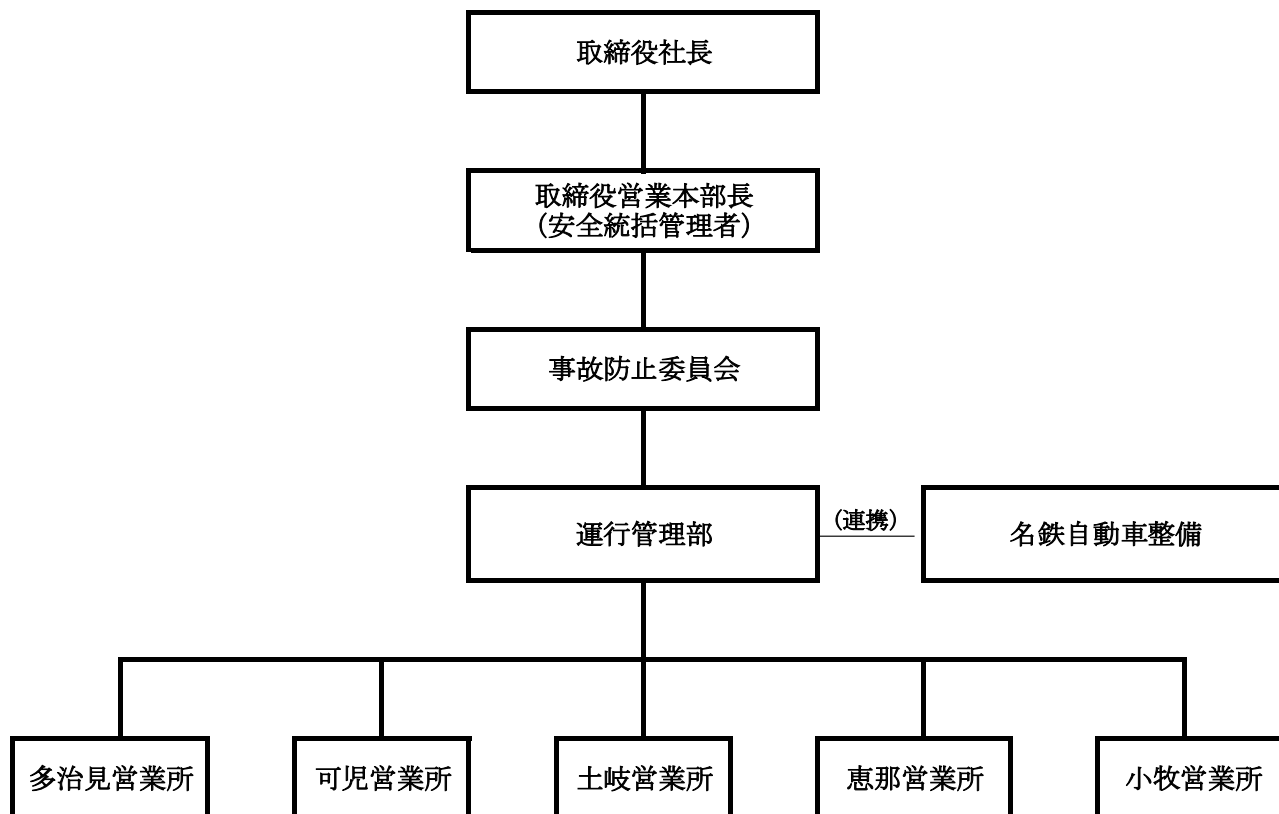 取締役社長
取締役営業本部長
（安全統括管理者）
事故防止委員会
運行管理部
（連携）
名鉄自動車整備
多治見営業所
可児営業所
土岐営業所
恵那営業所
小牧営業所